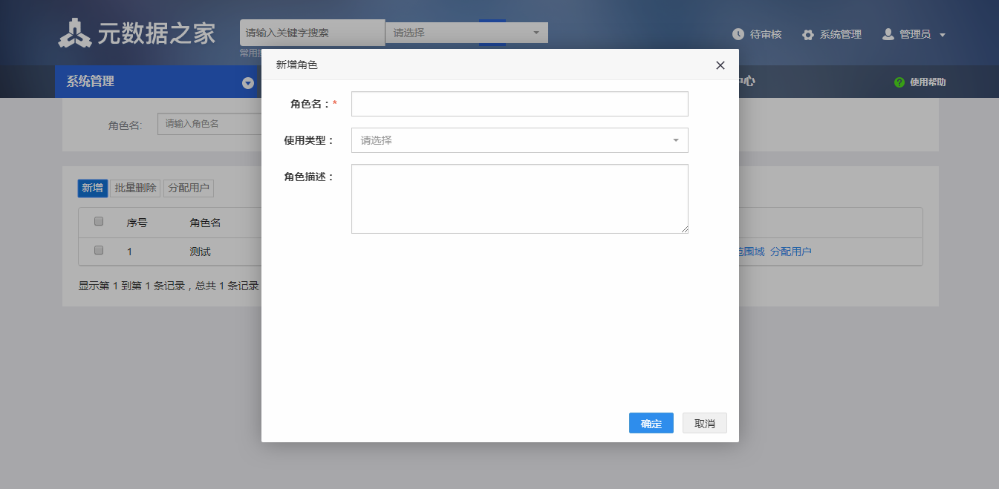 元数据之家
请输入关键字搜索
请选择
待审核
系统管理
管理员
常用
系统管理
中心
使用帮助
角色名:
请输入角色名
新增角色
角色名：*
使用类型：
请选择
角色描述：
新增
批量删除
分配用户
序号
角色名
1
测试
范围域
分配用户
显示第 1 到第 1 条记录，总共 1 条记录
确定
取消